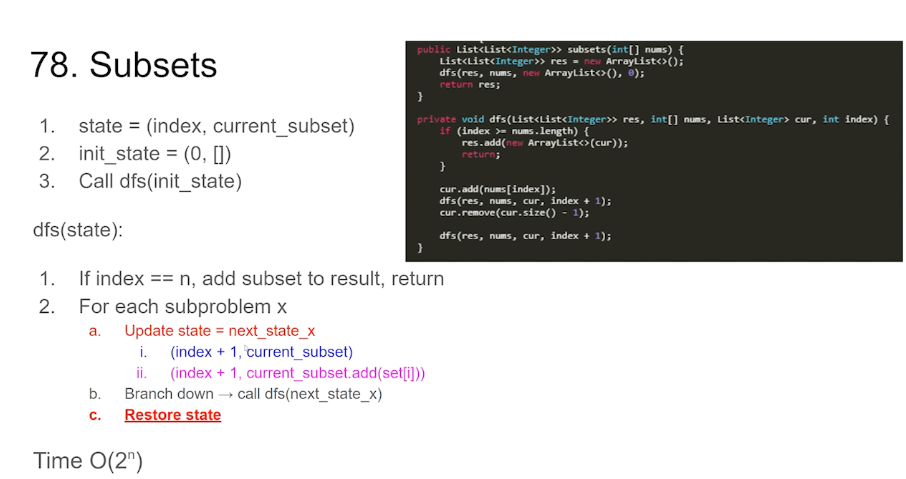 78. Subsets
1. state = (index, current_subset)
2. init_state = (0, [])
3. Call dfs(init_state)
dfs(state):
1. If index == n, add subset to result, return
2. For each subproblem x
a. Update state = next_state_x
i. (index + 1, current_subset)
ii. (index + 1, current_subset.add(set[i]))
b. Branch down → call dfs(next_state_x)
c. Restore state
Time O(2ⁿ)
public List<List<Integer>> subsets(int[] nums) {
List<List<Integer>> res = new ArrayList<>();
dfs(res, nums, new ArrayList<>(), 0);
return res;
}
private void dfs(List<List<Integer>> res, int[] nums, List<Integer> cur, int index) {
if (index >= nums.length) {
res.add(new ArrayList<>(cur));
return;
}
cur.add(nums[index]);
dfs(res, nums, cur, index + 1);
cur.remove(cur.size() - 1);
dfs(res, nums, cur, index + 1);
}